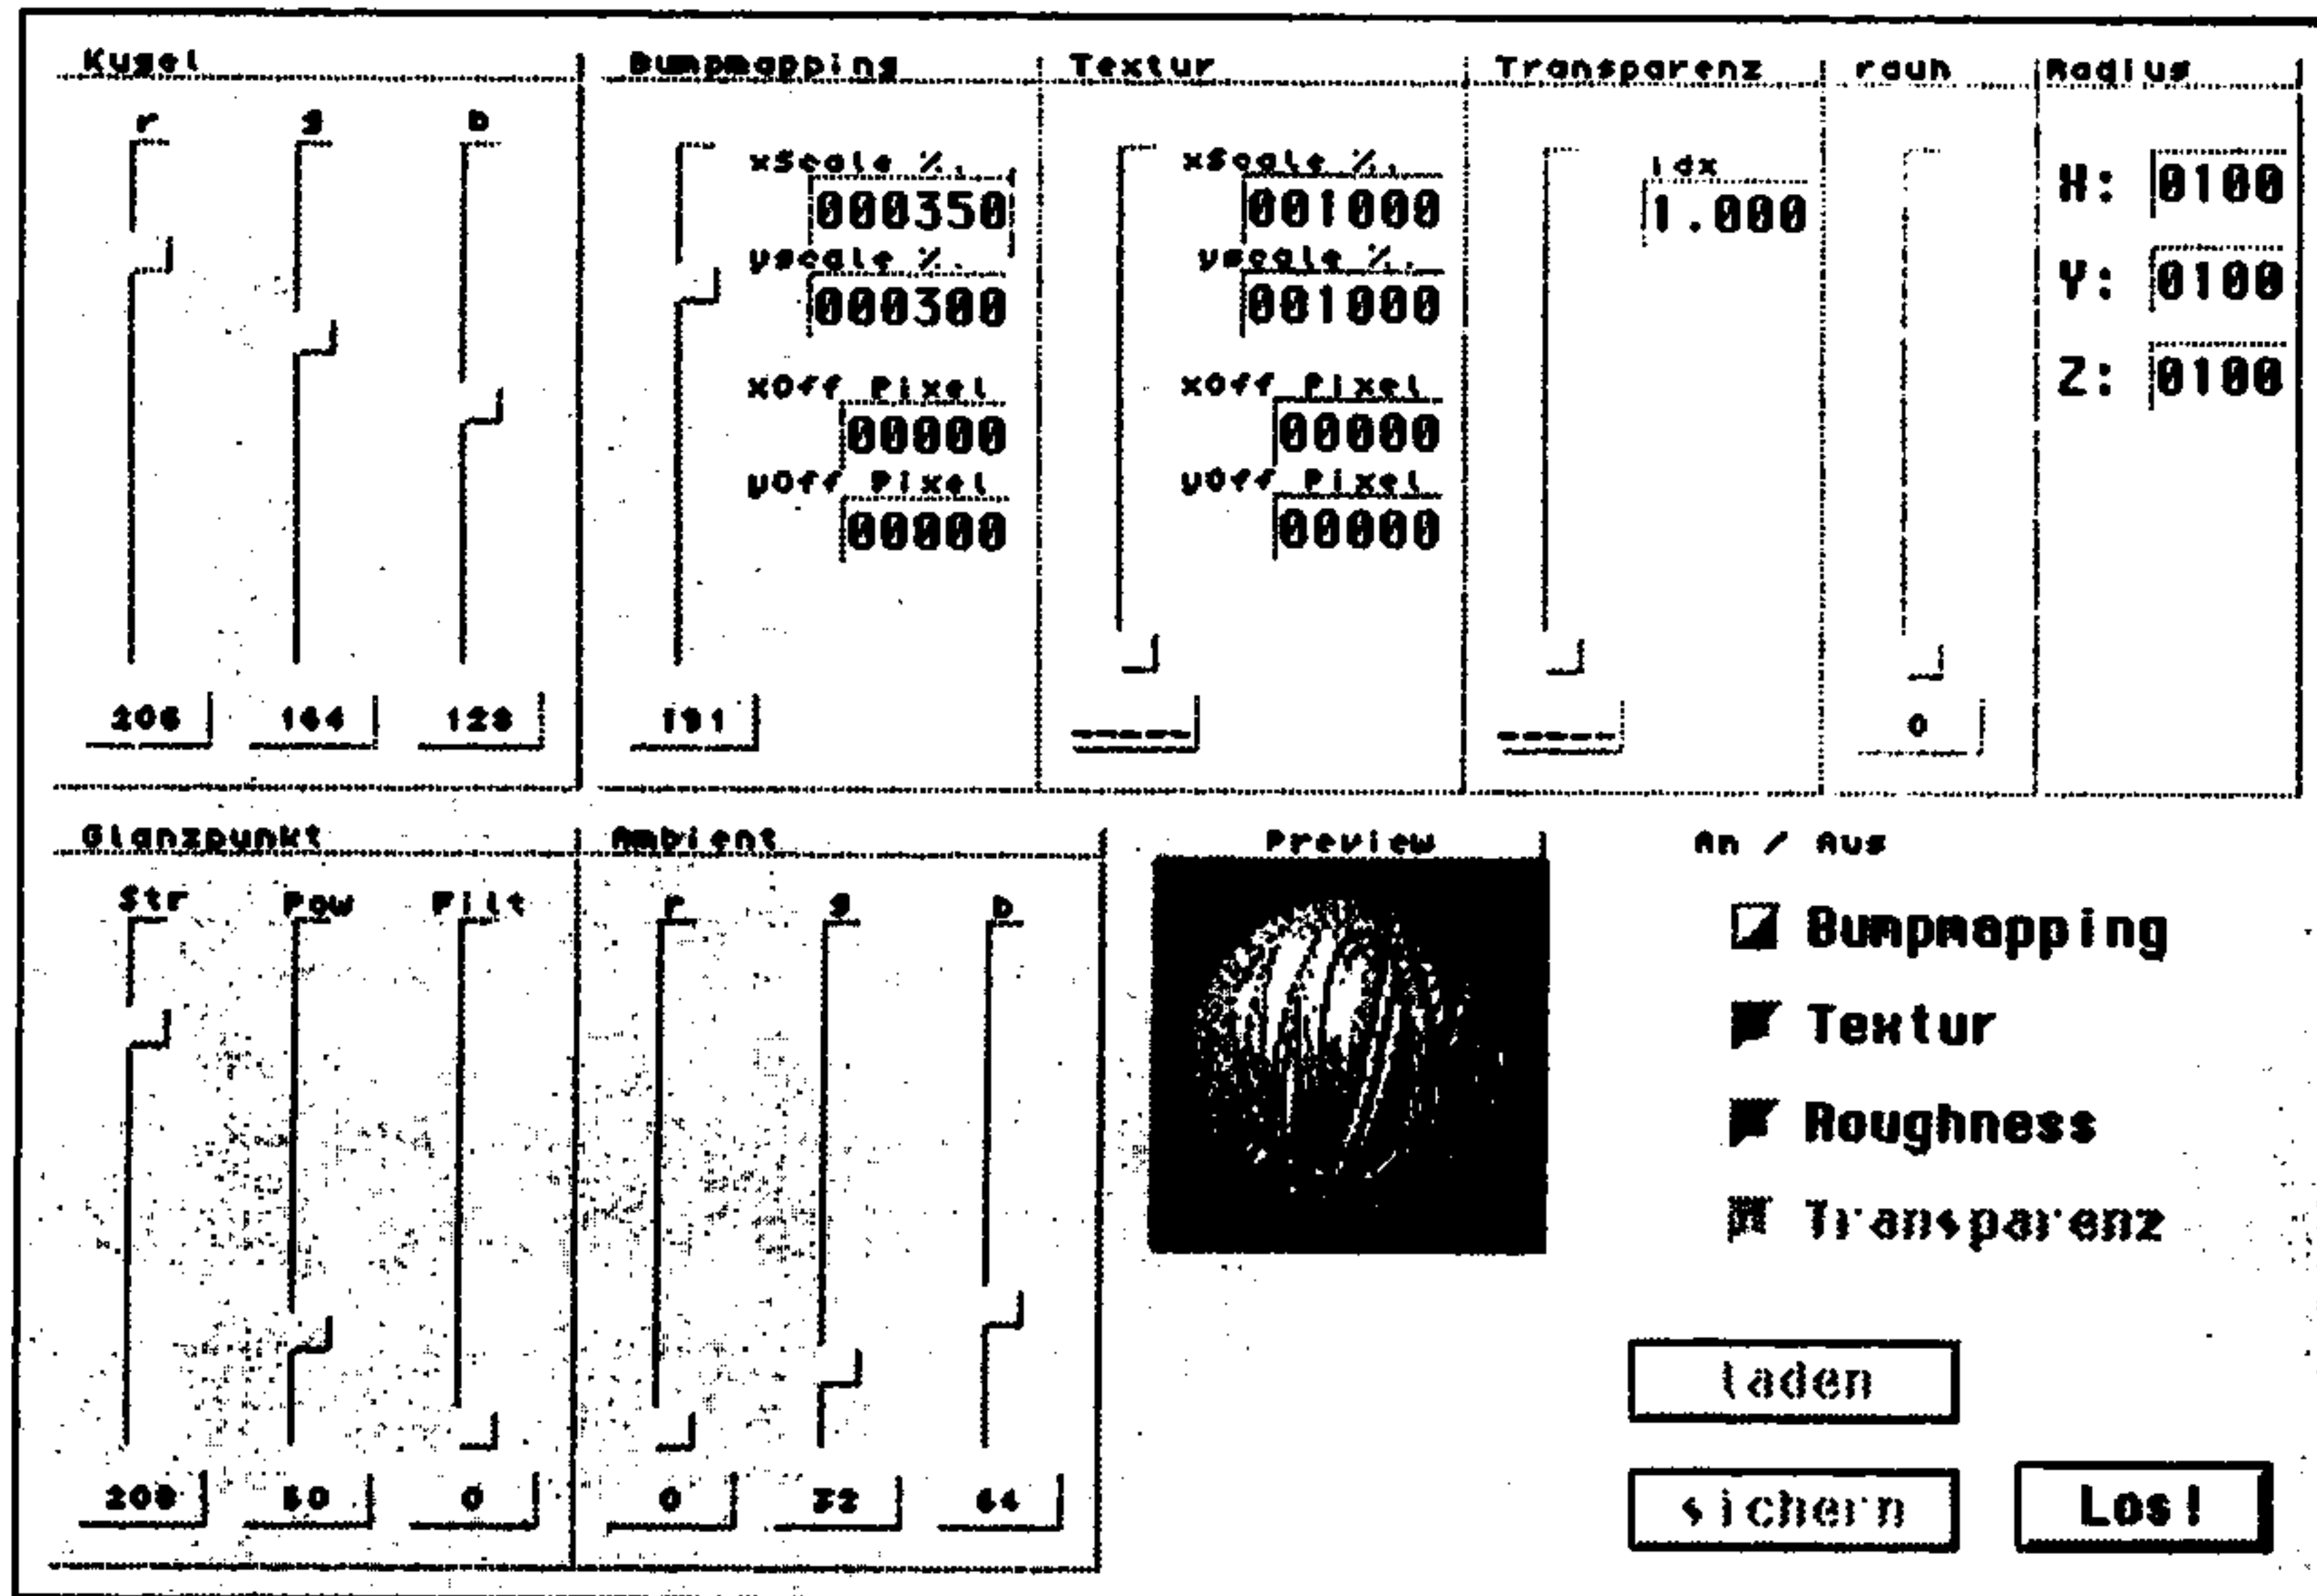 Kugel
r g b
206 164 128
Bumpmapping
xScale %.
000350
yscale %.
000300
xOff Pixel
00000
yOff Pixel
00000
191
Textur
xScale %.
001000
yscale %.
001000
xOff Pixel
00000
yOff Pixel
00000
-----
Transparenz
idx
1.000
-----
rauh
0
Radius
X: 0100
Y: 0100
Z: 0100
Glanzpunkt
Str Pow Filt
208 50 0
Ambient
r g b
0 32 64
Preview
An / Aus
Bumpmapping
Textur
Roughness
Transparenz
laden
sichern
Los!